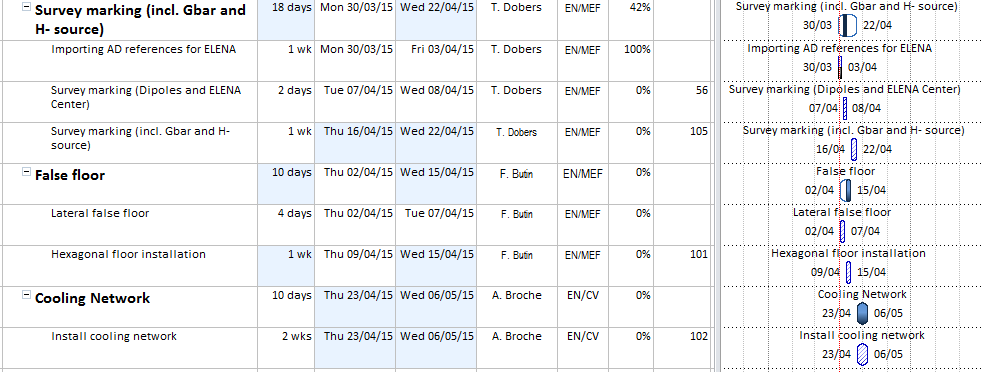 Survey marking (incl. Gbar and H- source) 18 days Mon 30/03/15 Wed 22/04/15 T. Dobers EN/MEF 42%
Importing AD references for ELENA 1 wk Mon 30/03/15 Fri 03/04/15 T. Dobers EN/MEF 100%
Survey marking (Dipoles and ELENA Center) 2 days Tue 07/04/15 Wed 08/04/15 T. Dobers EN/MEF 0% 56
Survey marking (incl. Gbar and H- source) 1 wk Thu 16/04/15 Wed 22/04/15 T. Dobers EN/MEF 0% 105
False floor 10 days Thu 02/04/15 Wed 15/04/15 F. Butin EN/MEF 0%
Lateral false floor 4 days Thu 02/04/15 Tue 07/04/15 F. Butin EN/MEF 0%
Hexagonal floor installation 1 wk Thu 09/04/15 Wed 15/04/15 F. Butin EN/MEF 0% 101
Cooling Network 10 days Thu 23/04/15 Wed 06/05/15 A. Broche EN/CV 0%
Install cooling network 2 wks Thu 23/04/15 Wed 06/05/15 A. Broche EN/CV 0% 102
Survey marking (incl. Gbar and H- source)
30/03 22/04
Importing AD references for ELENA
30/03 03/04
Survey marking (Dipoles and ELENA Center)
07/04 08/04
Survey marking (incl. Gbar and H- source)
16/04 22/04
False floor
02/04 15/04
Lateral false floor
02/04 07/04
Hexagonal floor installation
09/04 15/04
Cooling Network
23/04 06/05
Install cooling network
23/04 06/05